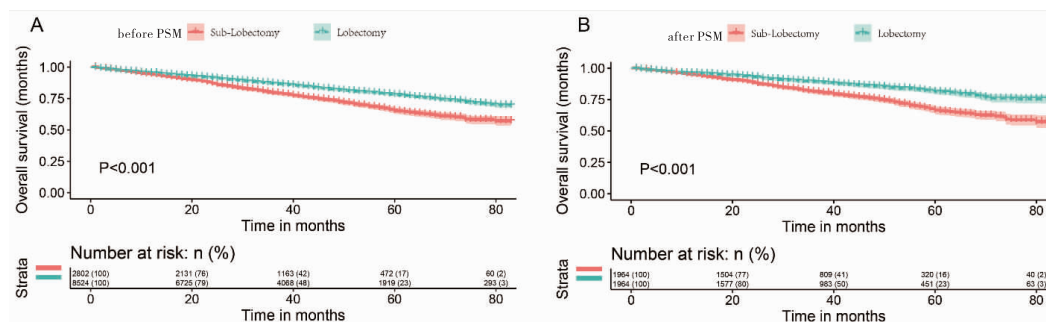 A
before PSM Sub-Lobectomy Lobectomy
Overall survival (months)
1.00
0.75
0.50
0.25
0.00
P<0.001
0 20 40 60 80
Time in months
Number at risk: n (%)
Strata
2802 (100) 2131 (76) 1163 (42) 472 (17) 60 (2)
8524 (100) 6725 (79) 4068 (48) 1919 (23) 293 (3)
0 20 40 60 80
Time in months
B
after PSM Sub-Lobectomy Lobectomy
Overall survival (months)
1.00
0.75
0.50
0.25
0.00
P<0.001
0 20 40 60 80
Time in months
Number at risk: n (%)
Strata
1964 (100) 1504 (77) 809 (41) 320 (16) 40 (2)
1964 (100) 1577 (80) 983 (50) 451 (23) 63 (3)
0 20 40 60 80
Time in months